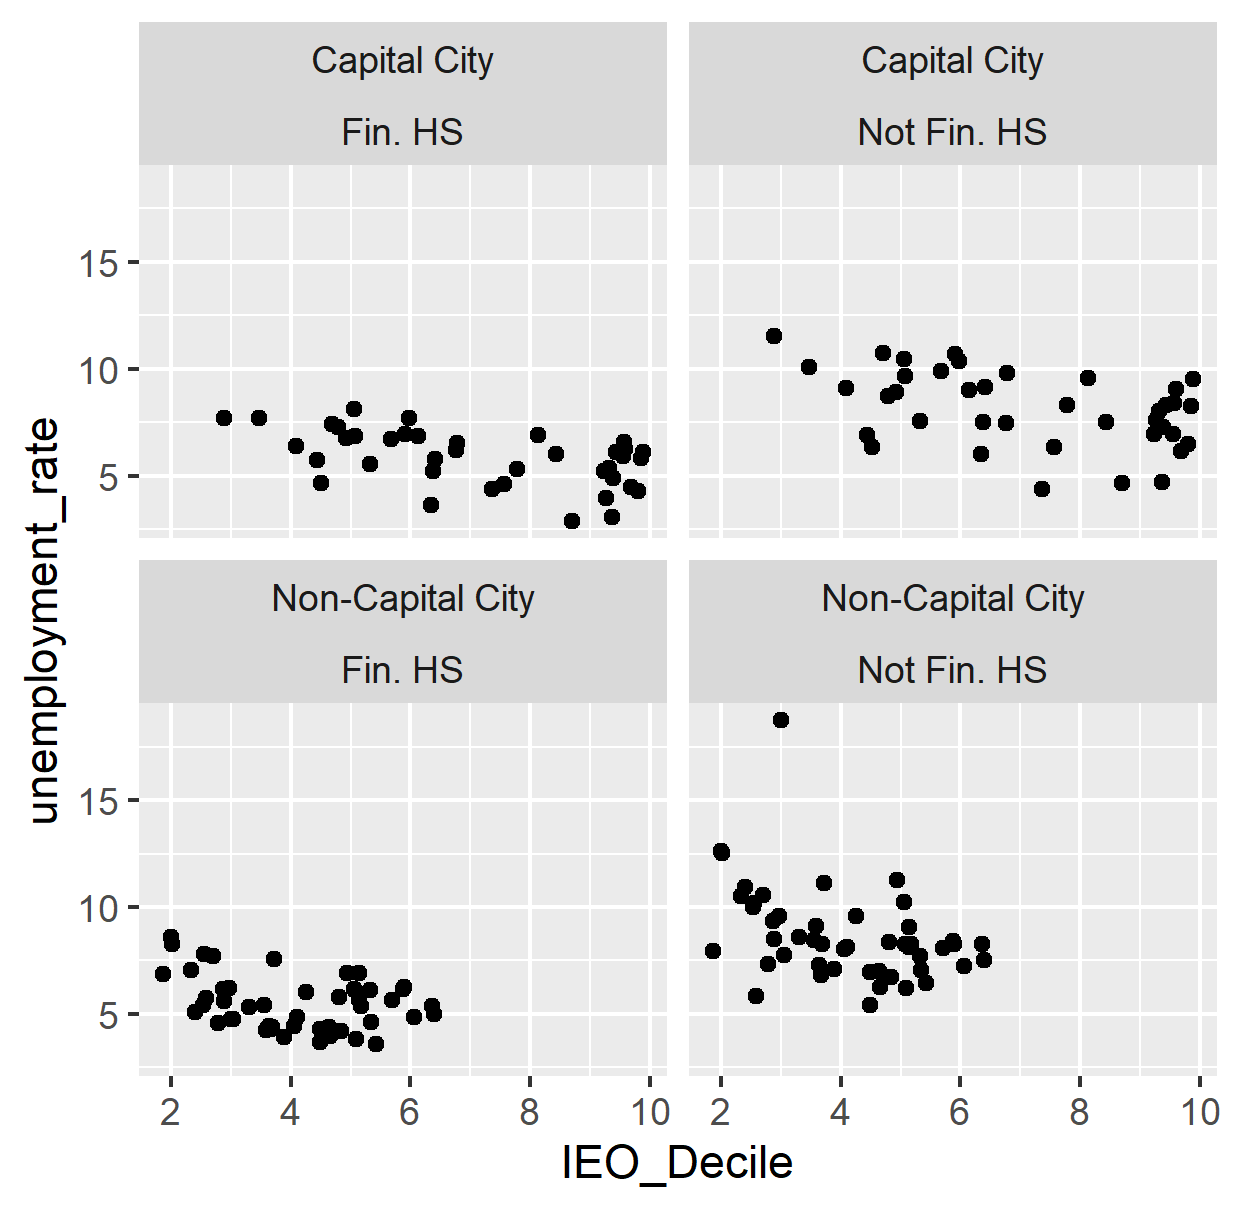 Capital City
Fin. HS
Capital City
Not Fin. HS
15
10
5
Non-Capital City
Fin. HS
Non-Capital City
Not Fin. HS
15
10
5
2 4 6 8 10
2 4 6 8 10
IEO_Decile
unemployment_rate